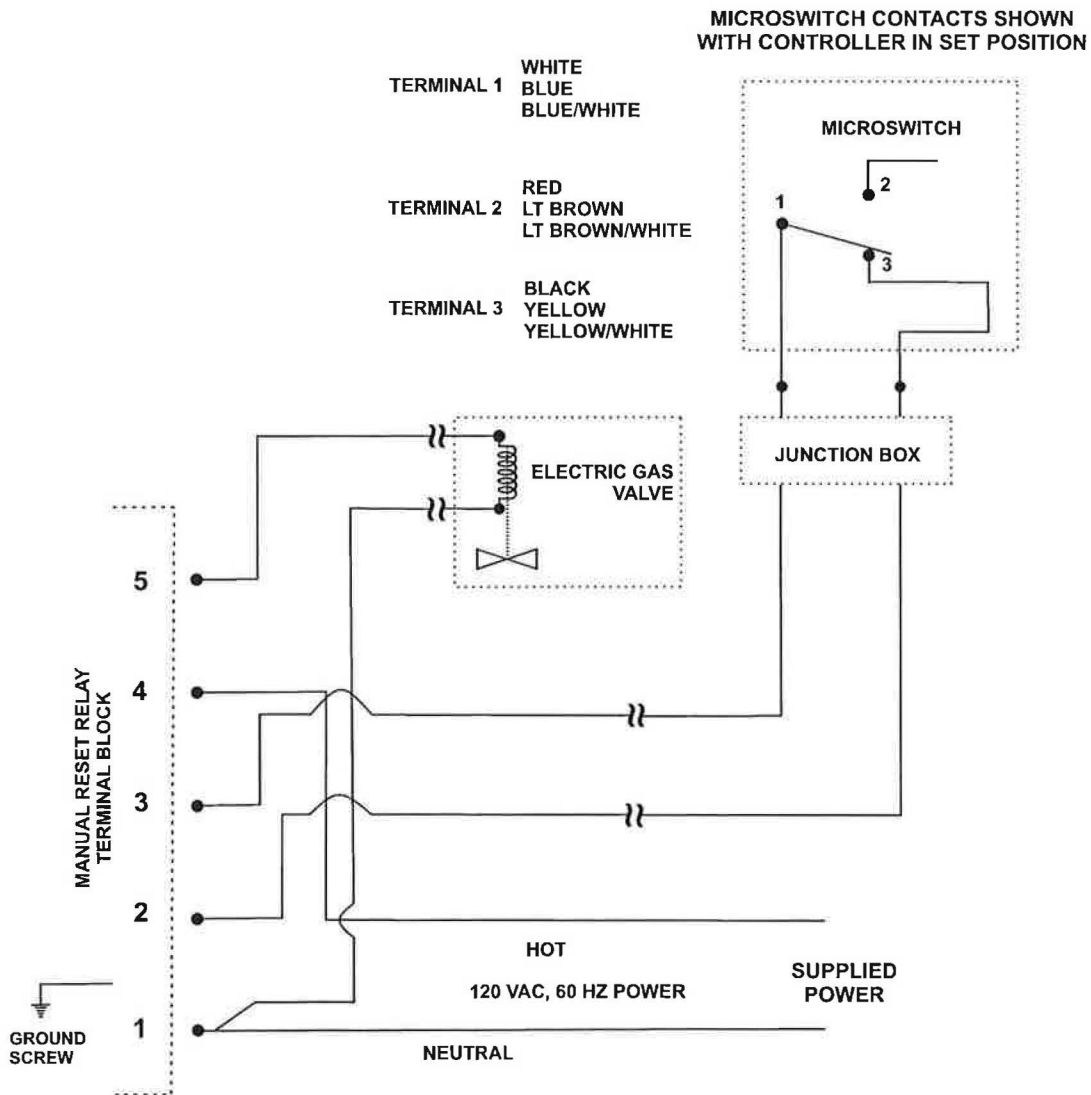 MICROSWITCH CONTACTS SHOWN
WITH CONTROLLER IN SET POSITION
TERMINAL 1
WHITE
BLUE
BLUE/WHITE
TERMINAL 2
RED
LT BROWN
LT BROWN/WHITE
TERMINAL 3
BLACK
YELLOW
YELLOW/WHITE
MICROSWITCH
2
1
3
JUNCTION BOX
ELECTRIC GAS
VALVE
MANUAL RESET RELAY
TERMINAL BLOCK
5
4
3
2
1
HOT
120 VAC, 60 HZ POWER
NEUTRAL
SUPPLIED
POWER
GROUND
SCREW